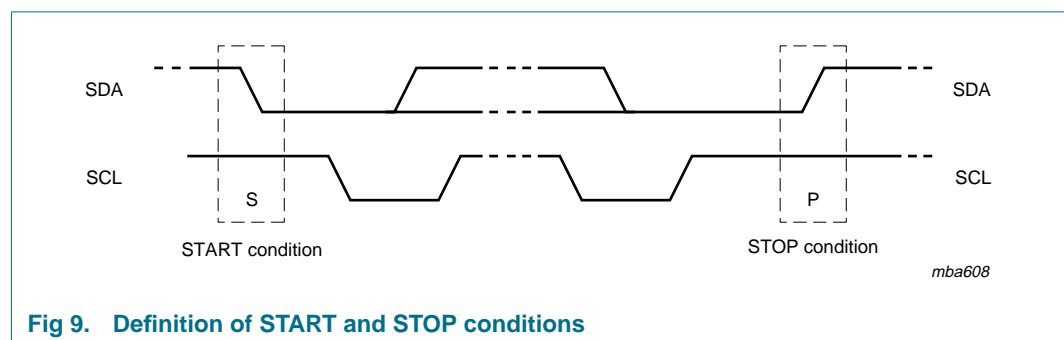 SDA
SDA
SCL
SCL
S
P
START condition
STOP condition
mba608
Fig 9. Definition of START and STOP conditions